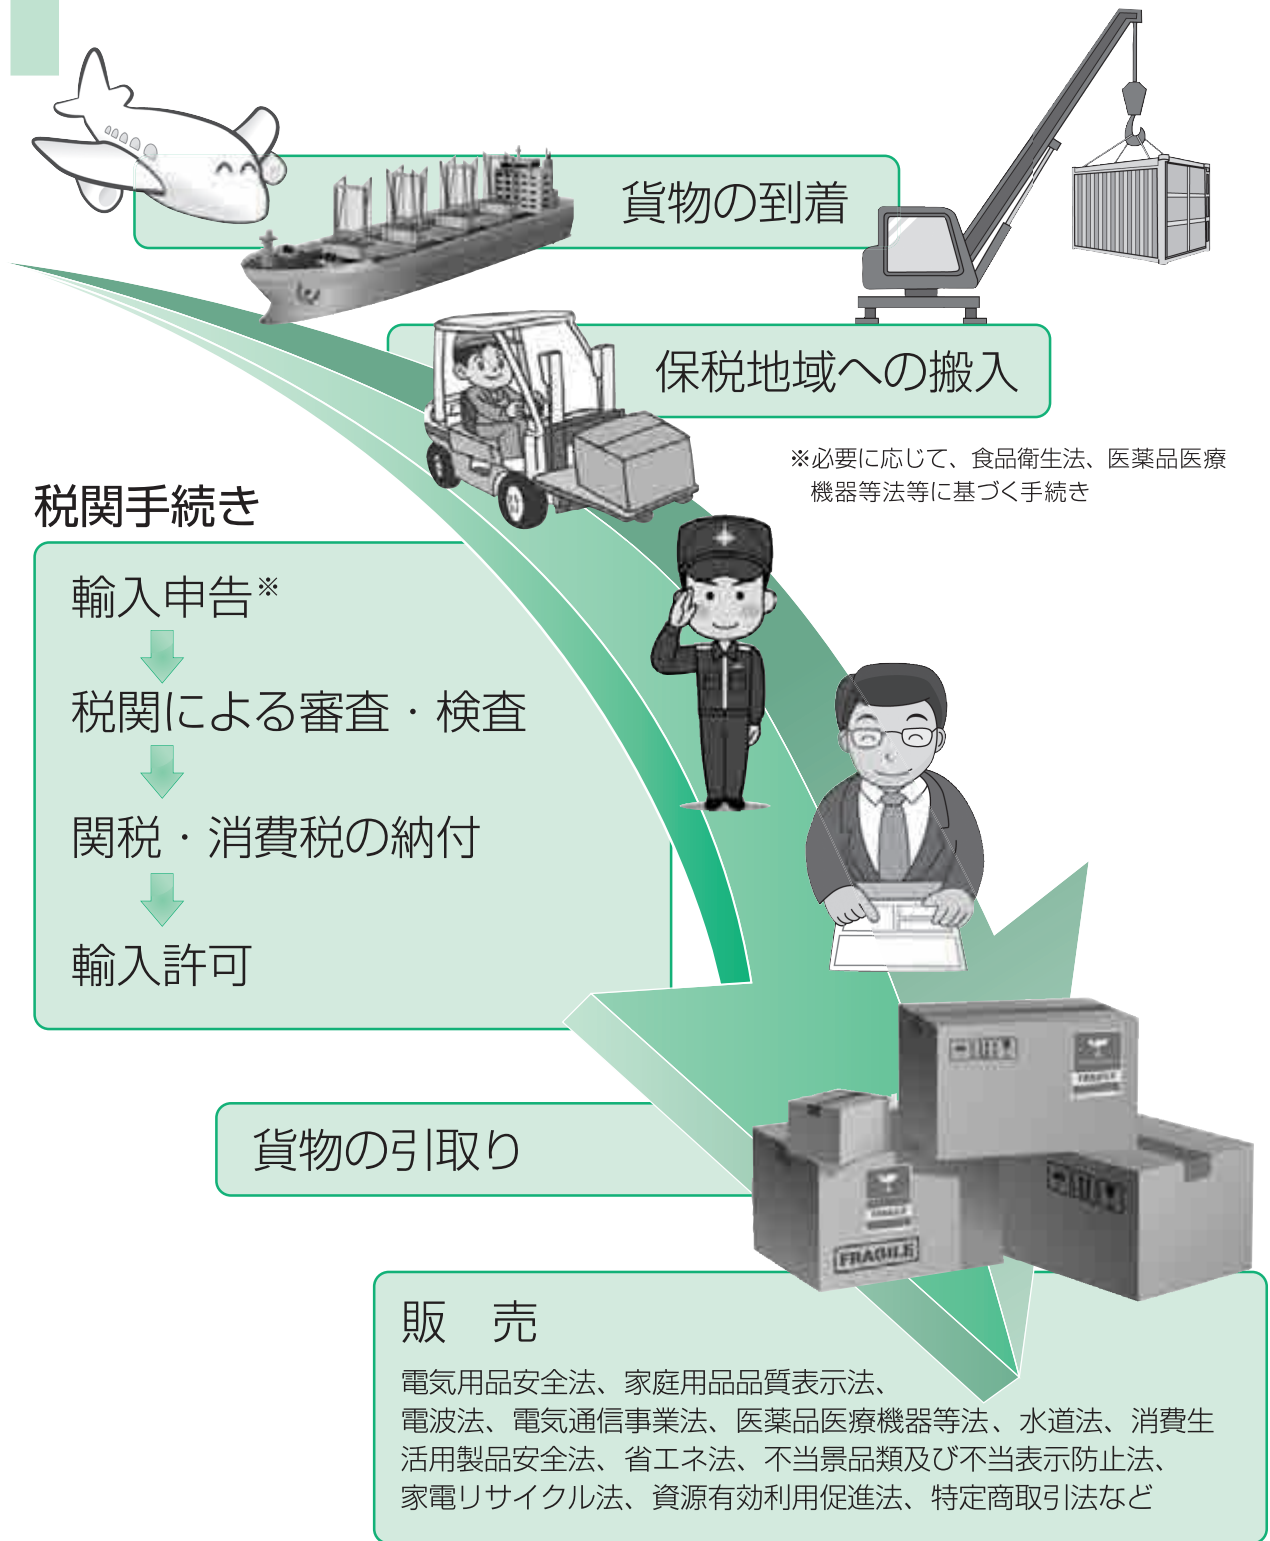 貨物の到着
保税地域への搬入
※必要に応じて、食品衛生法、医薬品医療
機器等法等に基づく手続き
税関手続き
輸入申告※
税関による審査・検査
関税・消費税の納付
輸入許可
貨物の引取り
FRAGILE
FRAGILE
FRAGILE
販　売
電気用品安全法、家庭用品品質表示法、
電波法、電気通信事業法、医薬品医療機器等法、水道法、消費生
活用製品安全法、省エネ法、不当景品類及び不当表示防止法、
家電リサイクル法、資源有効利用促進法、特定商取引法など